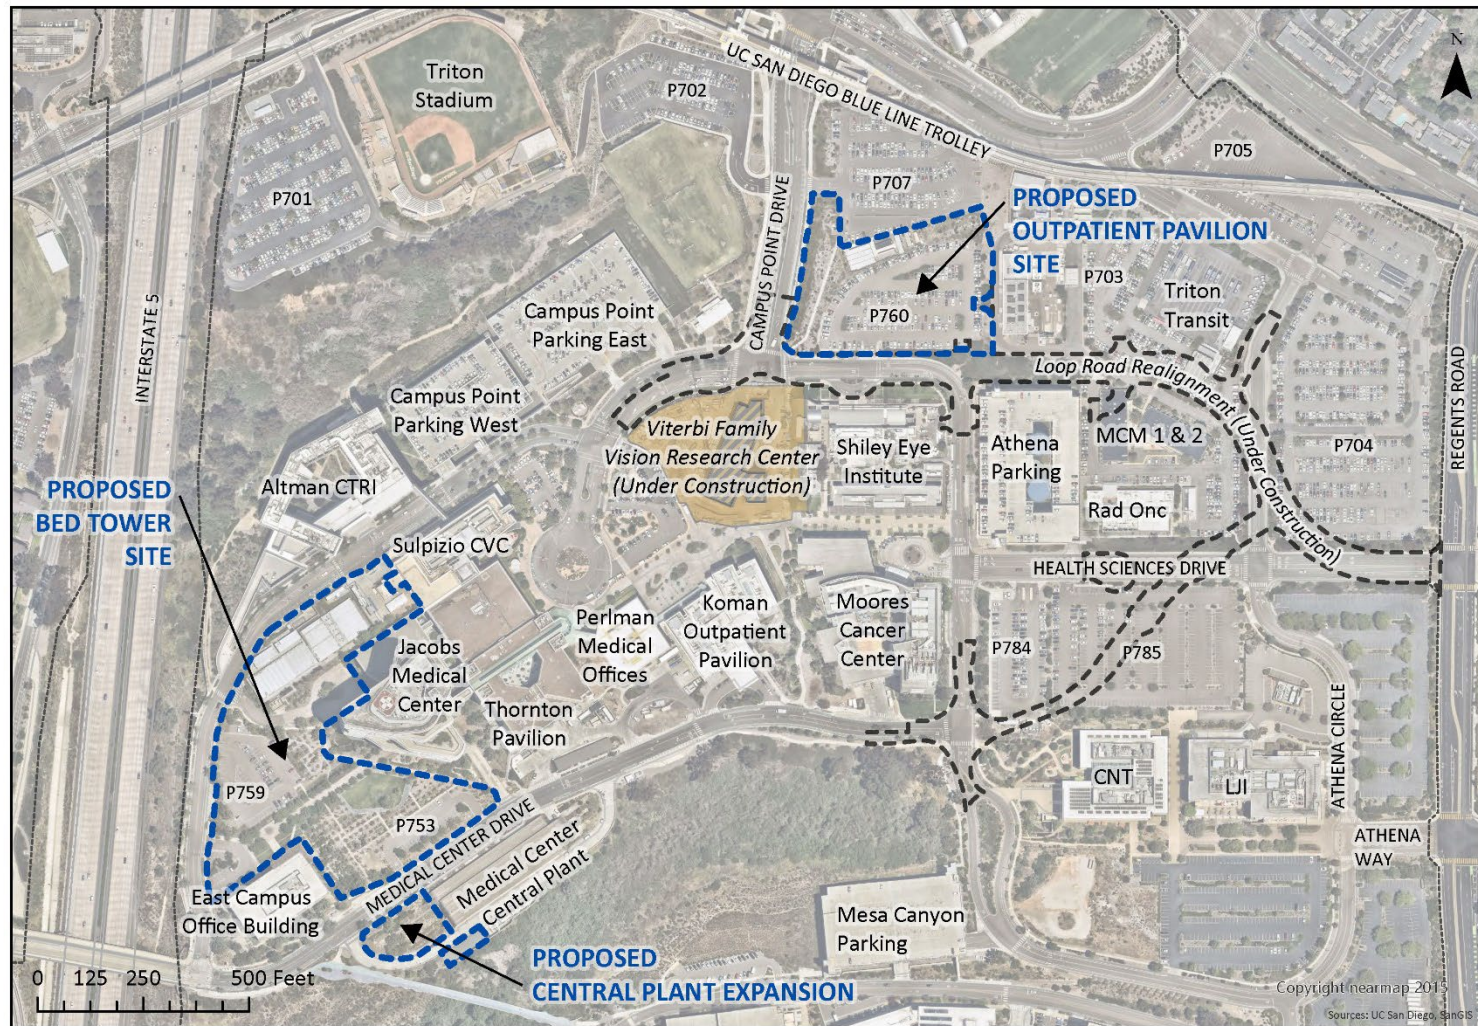 N
UC SAN DIEGO BLUE LINE TROLLEY
Triton
Stadium
P702
P705
P701
P707
CAMPUS POINT DRIVE
PROPOSED
OUTPATIENT PAVILION
SITE
P703
Triton
Transit
INTERSTATE 5
Campus Point
Parking East
P760
Loop Road Realignment (Under Construction)
REGENTS ROAD
Campus Point
Parking West
Viterbi Family
Vision Research Center
(Under Construction)
Shiley Eye
Institute
Athena
Parking
MCM 1 & 2
P704
Altman CTRI
PROPOSED
BED TOWER
SITE
Rad Onc
Sulpizio CVC
HEALTH SCIENCES DRIVE
Jacobs
Medical
Center
Perlman
Medical
Offices
Koman
Outpatient
Pavilion
Moores
Cancer
Center
P784
P785
Thornton
Pavilion
CNT
LJI
ATHENA CIRCLE
P759
P753
MEDICAL CENTER DRIVE
Medical Center
Central Plant
ATHENA
WAY
East Campus
Office Building
Mesa Canyon
Parking
PROPOSED
CENTRAL PLANT EXPANSION
0 125 250 500 Feet
Copyright nearmap 2015
Sources: UC San Diego, SanGIS